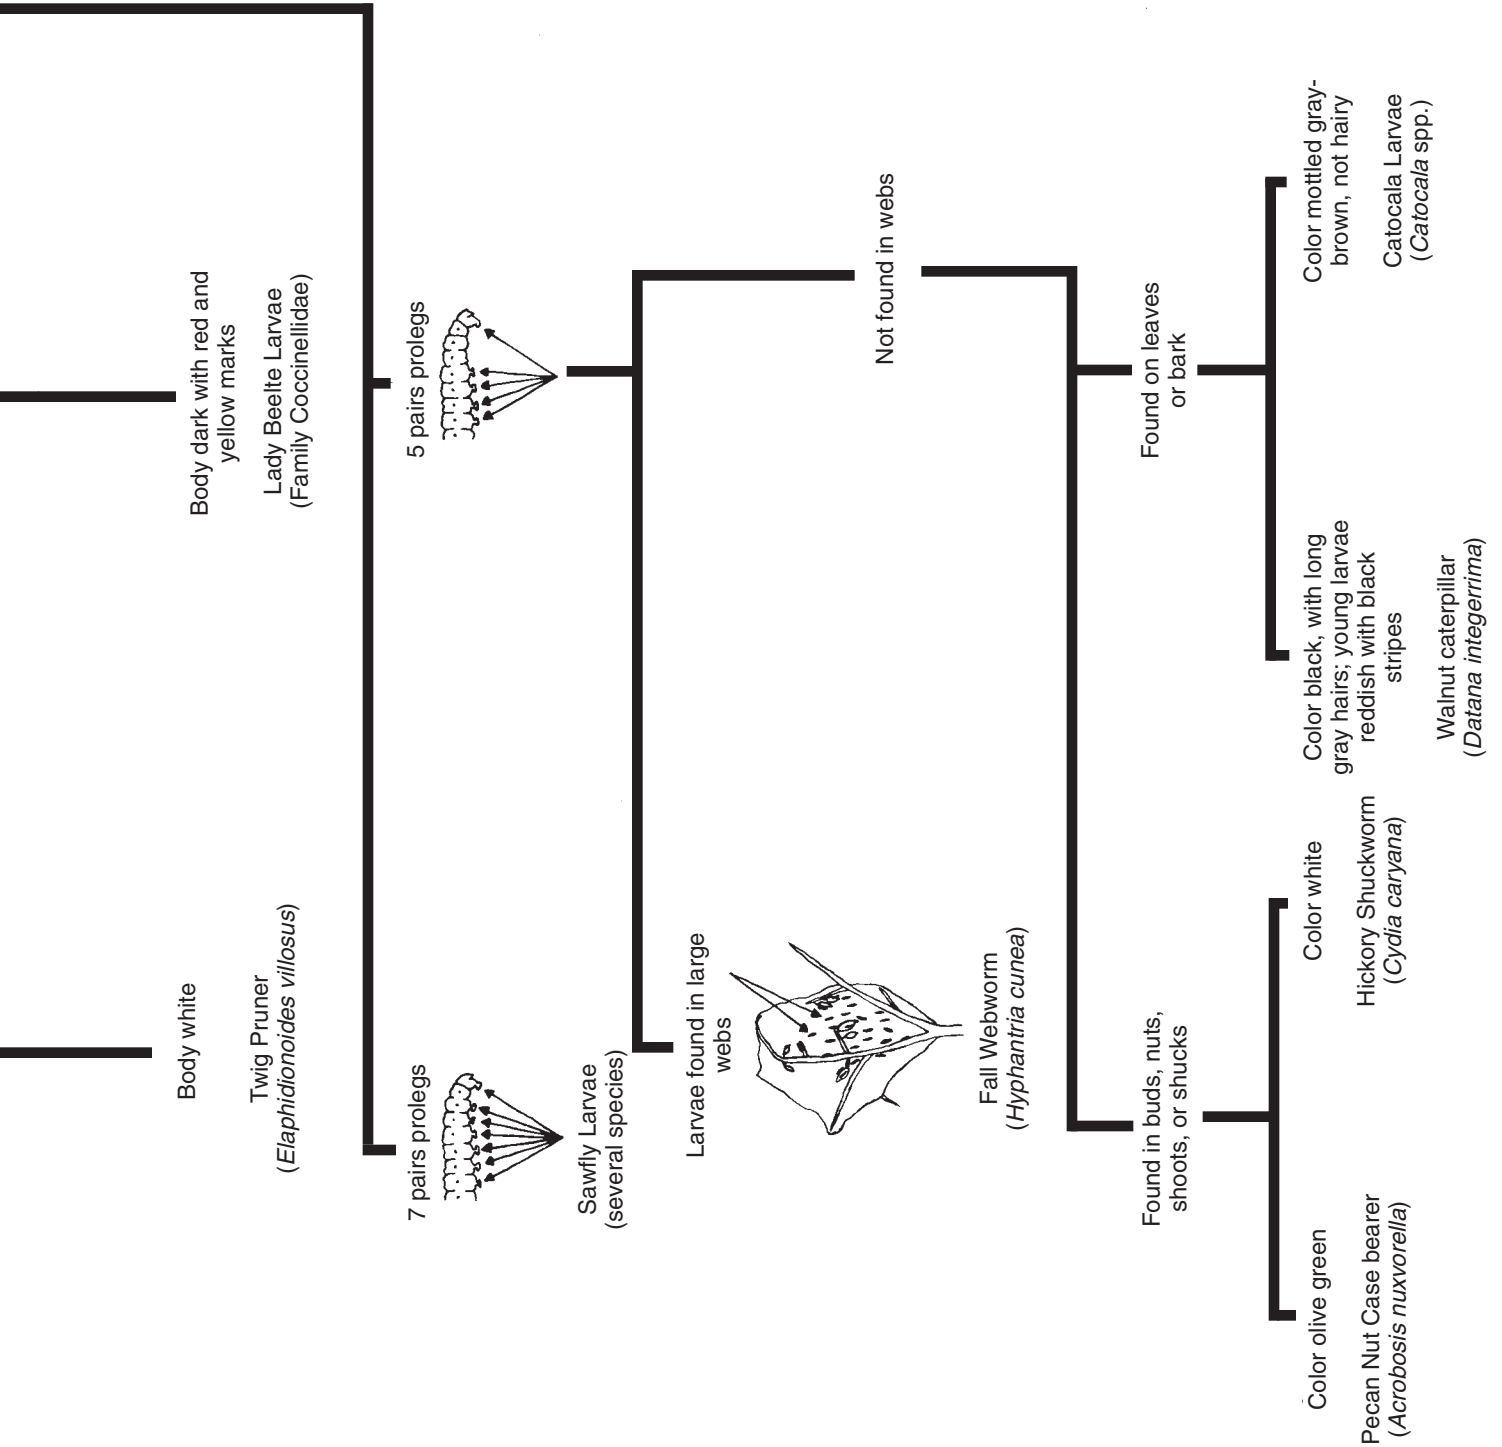 Body white
Twig Pruner
(Elaphidionoides villosus)
Body dark with red and
yellow marks
Lady Beelte Larvae
(Family Coccinellidae)
7 pairs prolegs
Sawfly Larvae
(several species)
5 pairs prolegs
Larvae found in large
webs
Fall Webworm
(Hyphantria cunea)
Not found in webs
Found in buds, nuts,
shoots, or shucks
Found on leaves
or bark
Color olive green
Pecan Nut Case bearer
(Acrobosis nuxvorella)
Color white
Hickory Shuckworm
(Cydia caryana)
Color black, with long
gray hairs; young larvae
reddish with black
stripes
Walnut caterpillar
(Datana integerrima)
Color mottled gray-
brown, not hairy
Catocala Larvae
(Catocala spp.)